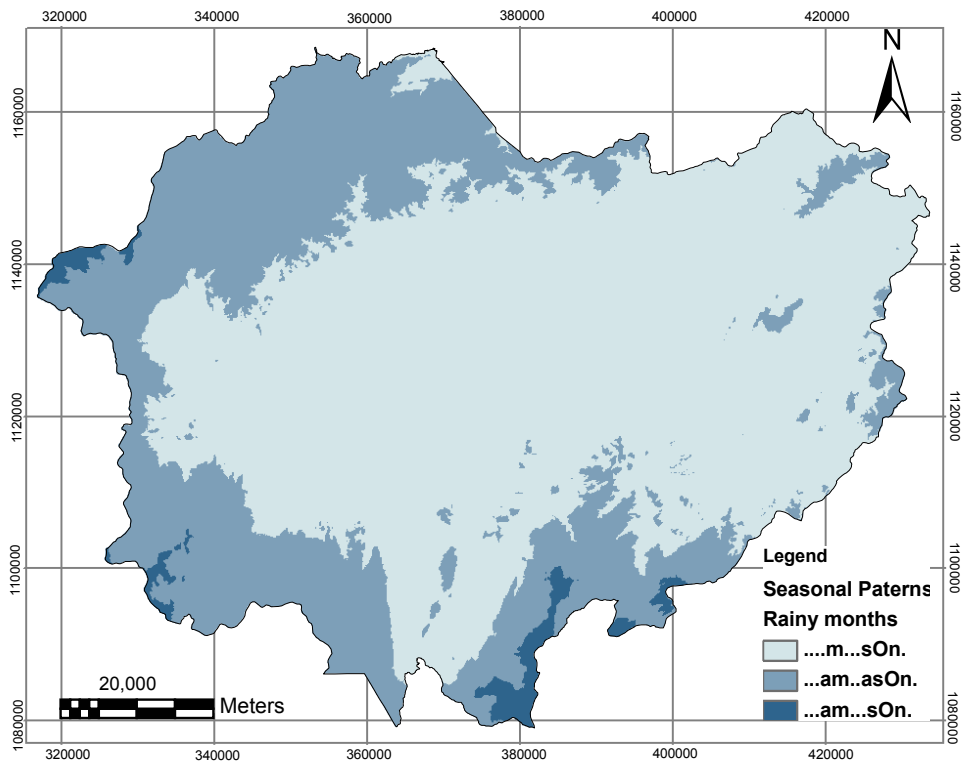 320000 340000 360000 380000 400000 420000
N
1160000 1160000
1140000 1140000
1120000 1120000
1100000 1100000
1080000 1080000
Legend
Seasonal Paterns
Rainy months
....m...sOn.
...am..asOn.
...am...sOn.
20,000
Meters
320000 340000 360000 380000 400000 420000